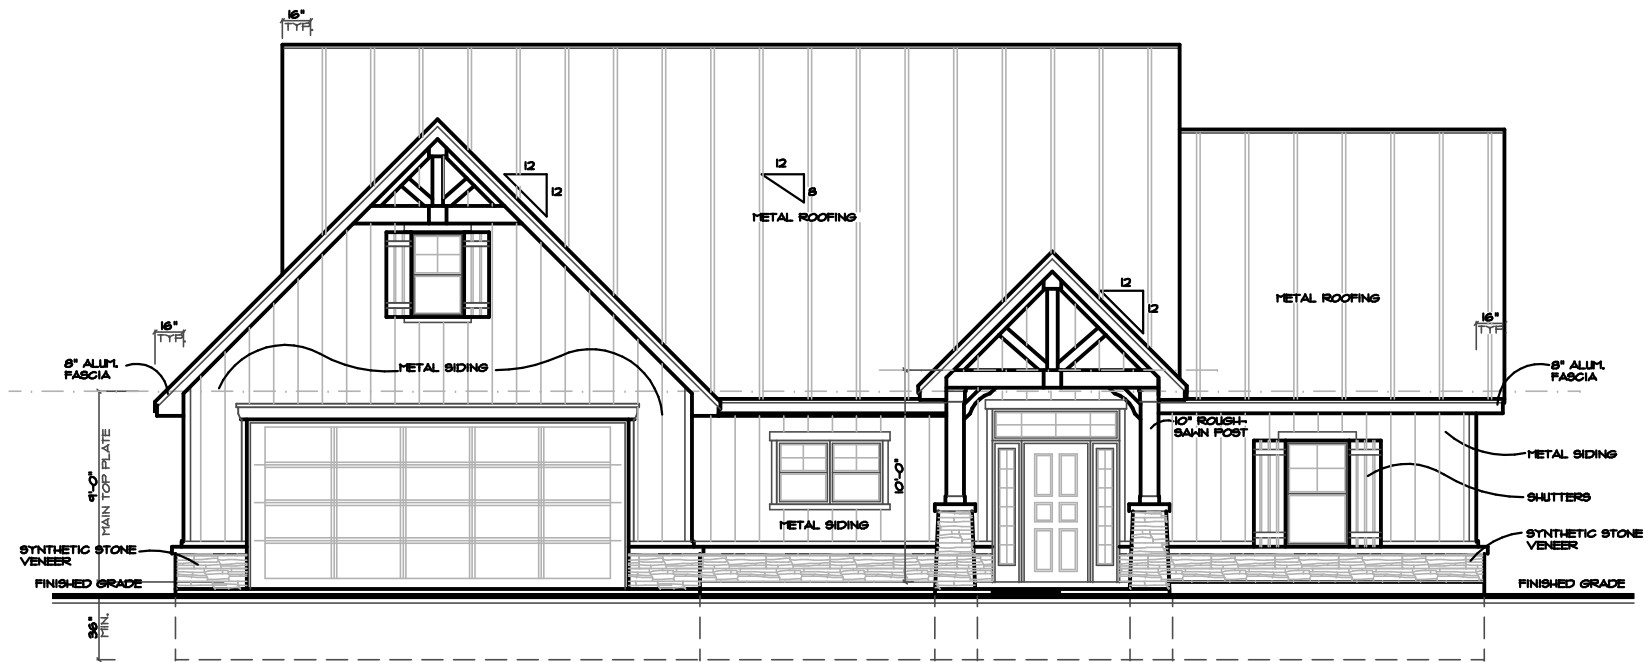 16"
TYP.
12
12
12
8
METAL ROOFING
12
12
METAL ROOFING
16"
TYP.
16"
TYP.
8" ALUM.
FASCIA
METAL SIDING
8" ALUM.
FASCIA
10" ROUGH-
SAWN POST
9'-0"
MAIN TOP PLATE
10'-0"
METAL SIDING
METAL SIDING
SHUTTERS
SYNTHETIC STONE
VENEER
SYNTHETIC STONE
VENEER
FINISHED GRADE
FINISHED GRADE
36"
MIN.